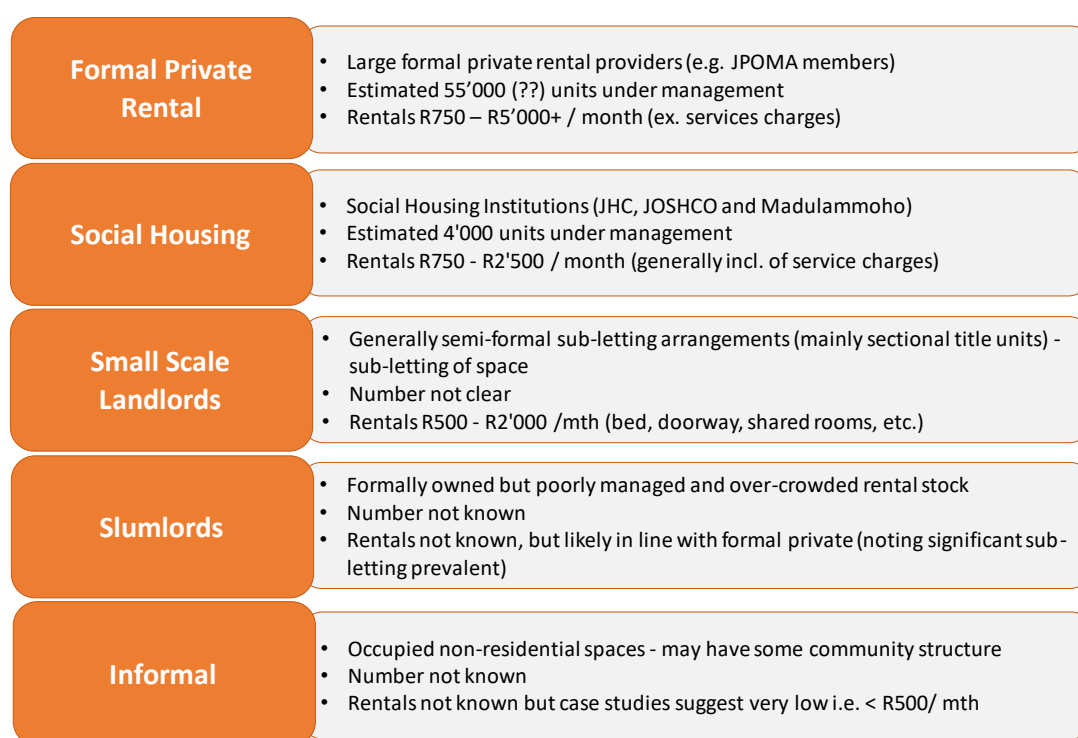 Formal Private
Rental
• Large formal private rental providers (e.g. JPOMA members)
• Estimated 55’000 (??) units under management
• Rentals R750 – R5’000+ / month (ex. services charges)
Social Housing
• Social Housing Institutions (JHC, JOSHCO and Madulammoho)
• Estimated 4'000 units under management
• Rentals R750 - R2'500 / month (generally incl. of service charges)
Small Scale
Landlords
• Generally semi-formal sub-letting arrangements (mainly sectional title units) -
sub-letting of space
• Number not clear
• Rentals R500 - R2'000 /mth (bed, doorway, shared rooms, etc.)
Slumlords
• Formally owned but poorly managed and over-crowded rental stock
• Number not known
• Rentals not known, but likely in line with formal private (noting significant sub-
letting prevalent)
Informal
• Occupied non-residential spaces - may have some community structure
• Number not known
• Rentals not known but case studies suggest very low i.e. < R500/ mth